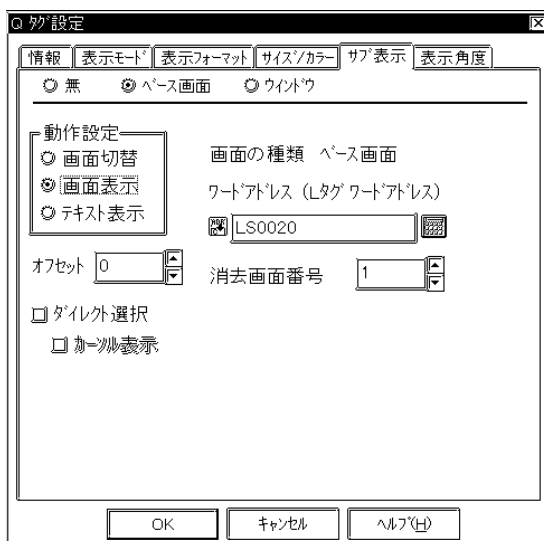 Q ﾀｸﾞ設定
情報 表示ﾓｰﾄﾞ 表示ﾌｫｰﾏｯﾄ ｻｲｽﾞ/ｶﾗｰ ｻﾌﾞ表示 表示角度
無 ﾍﾞｰｽ画面 ｳｲﾝﾄﾞｳ
動作設定
画面切替
画面表示
ﾃｷｽﾄ表示
画面の種類 ﾍﾞｰｽ画面
ﾜｰﾄﾞｱﾄﾞﾚｽ (Lﾀｸﾞ ﾜｰﾄﾞｱﾄﾞﾚｽ)
LS0020
ｵﾌｾｯﾄ 0
消去画面番号 1
ﾀﾞｲﾚｸﾄ選択
ｶｰｿﾙ表示
OK ｷｬﾝｾﾙ ﾍﾙﾌﾟ(H)